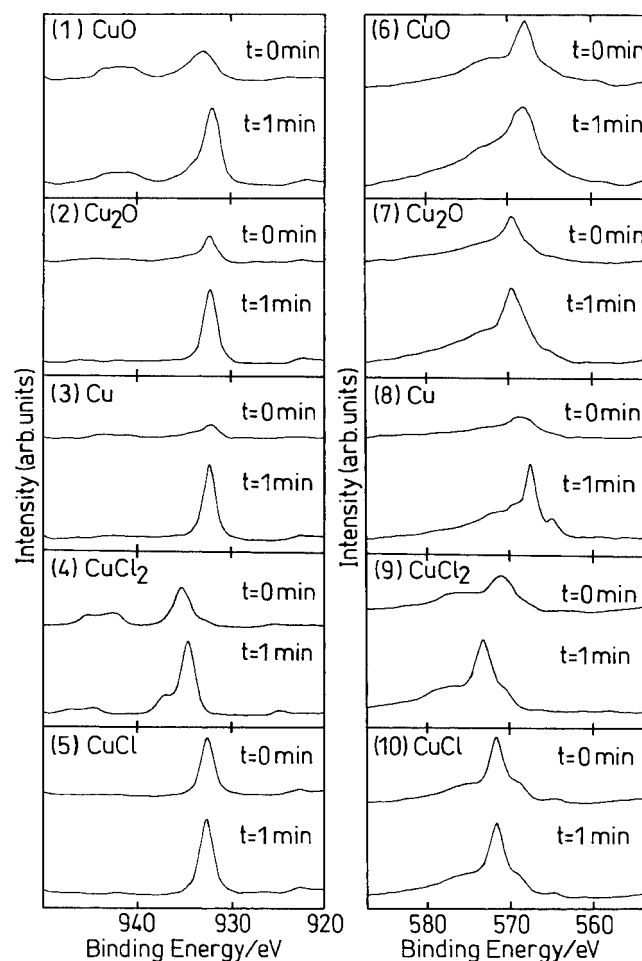 (1) CuO
t=0min
t=1min
(2) Cu2O
t=0min
t=1min
(3) Cu
t=0min
t=1min
(4) CuCl2
t=0min
t=1min
(5) CuCl
t=0min
t=1min
940 930 920
Binding Energy/eV
Intensity (arb.units)
(6) CuO
t=0min
t=1min
(7) Cu2O
t=0min
t=1min
(8) Cu
t=0min
t=1min
(9) CuCl2
t=0min
t=1min
(10) CuCl
t=0min
t=1min
580 570 560
Binding Energy/eV
Intensity (arb.units)